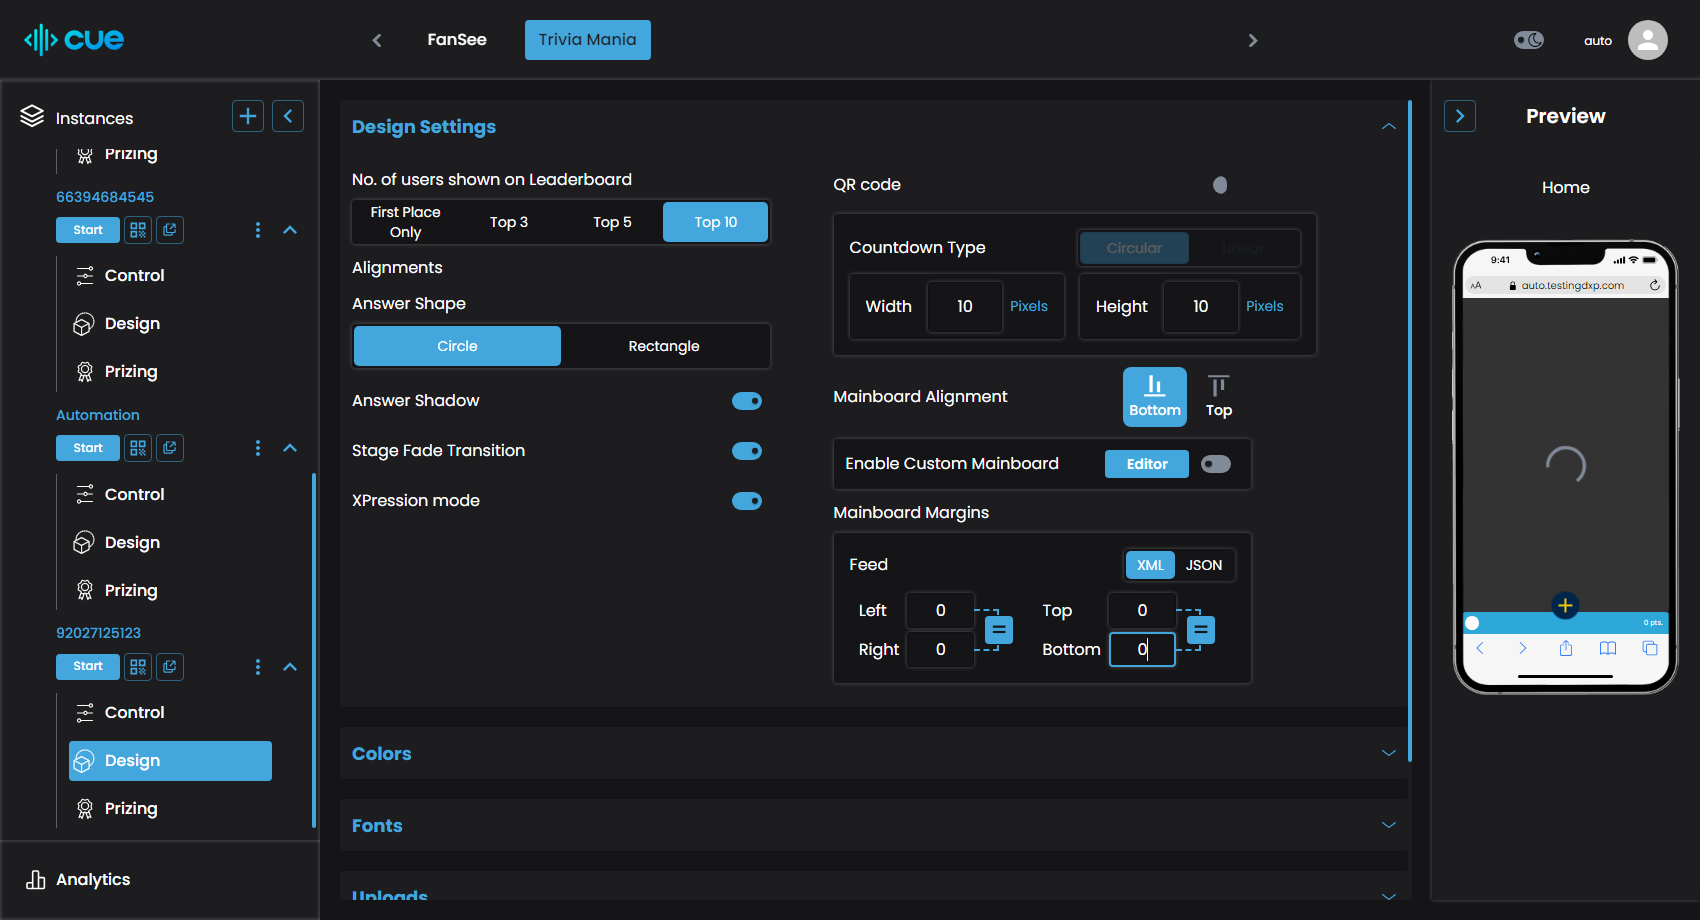 cue
FanSee
Trivia Mania
auto
Instances
Prizing
66394684545
Start
Control
Design
Prizing
Automation
Start
Control
Design
Prizing
92027125123
Start
Control
Design
Prizing
Analytics
Design Settings
No. of users shown on Leaderboard
First Place
Only
Top 3
Top 5
Top 10
Alignments
Answer Shape
Circle
Rectangle
Answer Shadow
Stage Fade Transition
XPression mode
QR code
Countdown Type
Circular
Linear
Width
10
Pixels
Height
10
Pixels
Mainboard Alignment
Bottom
Top
Enable Custom Mainboard
Editor
Mainboard Margins
Feed
XML
JSON
Left
0
Top
0
Right
0
Bottom
0
Colors
Fonts
Uploads
Preview
Home
9:41
AA
auto.testingdxp.com
0 pts.